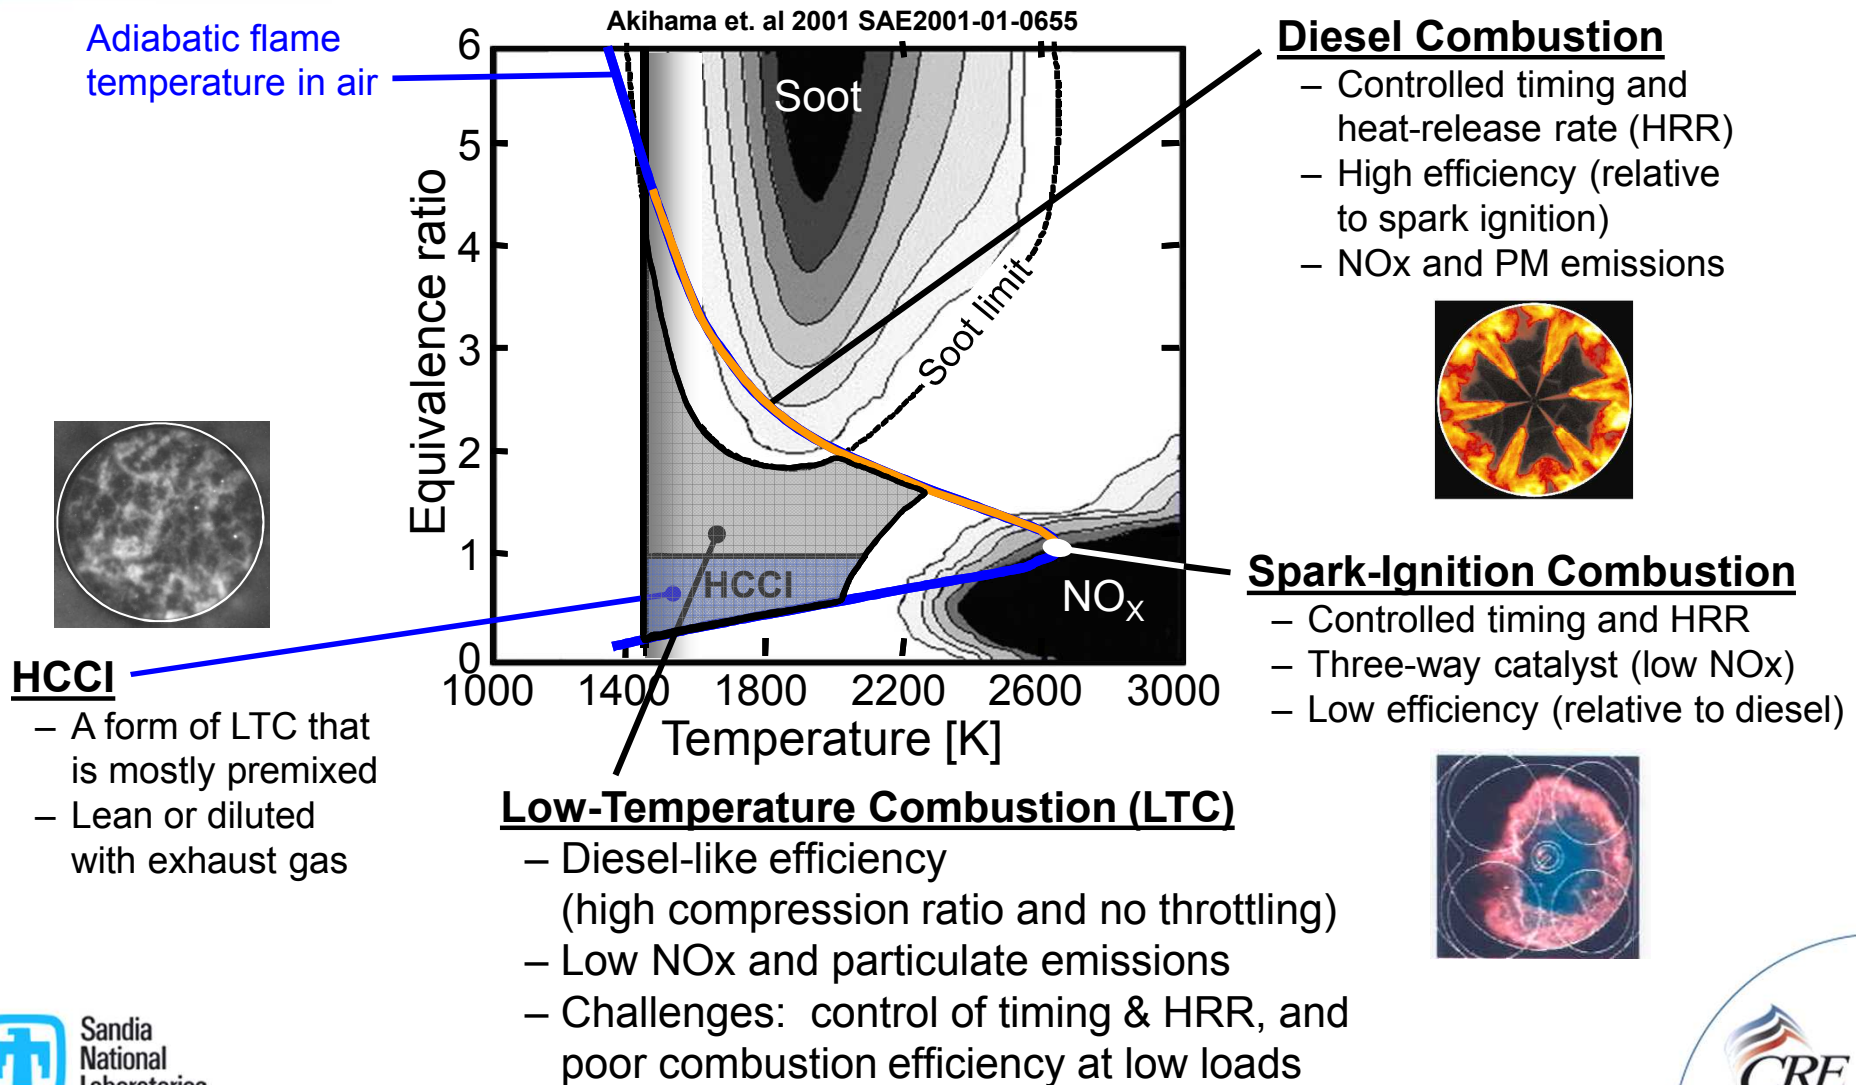 Akihama et. al 2001 SAE2001-01-0655
Adiabatic flame
temperature in air
6
5
4
3
2
1
0
Equivalence ratio
1000 1400 1800 2200 2600 3000
Temperature [K]
Soot
Soot limit
HCCI
NOX
Diesel Combustion
– Controlled timing and
heat-release rate (HRR)
– High efficiency (relative
to spark ignition)
– NOx and PM emissions
Spark-Ignition Combustion
– Controlled timing and HRR
– Three-way catalyst (low NOx)
– Low efficiency (relative to diesel)
HCCI
– A form of LTC that
is mostly premixed
– Lean or diluted
with exhaust gas
Low-Temperature Combustion (LTC)
– Diesel-like efficiency
(high compression ratio and no throttling)
– Low NOx and particulate emissions
– Challenges: control of timing & HRR, and
poor combustion efficiency at low loads
Sandia
National
Laboratories
CRF